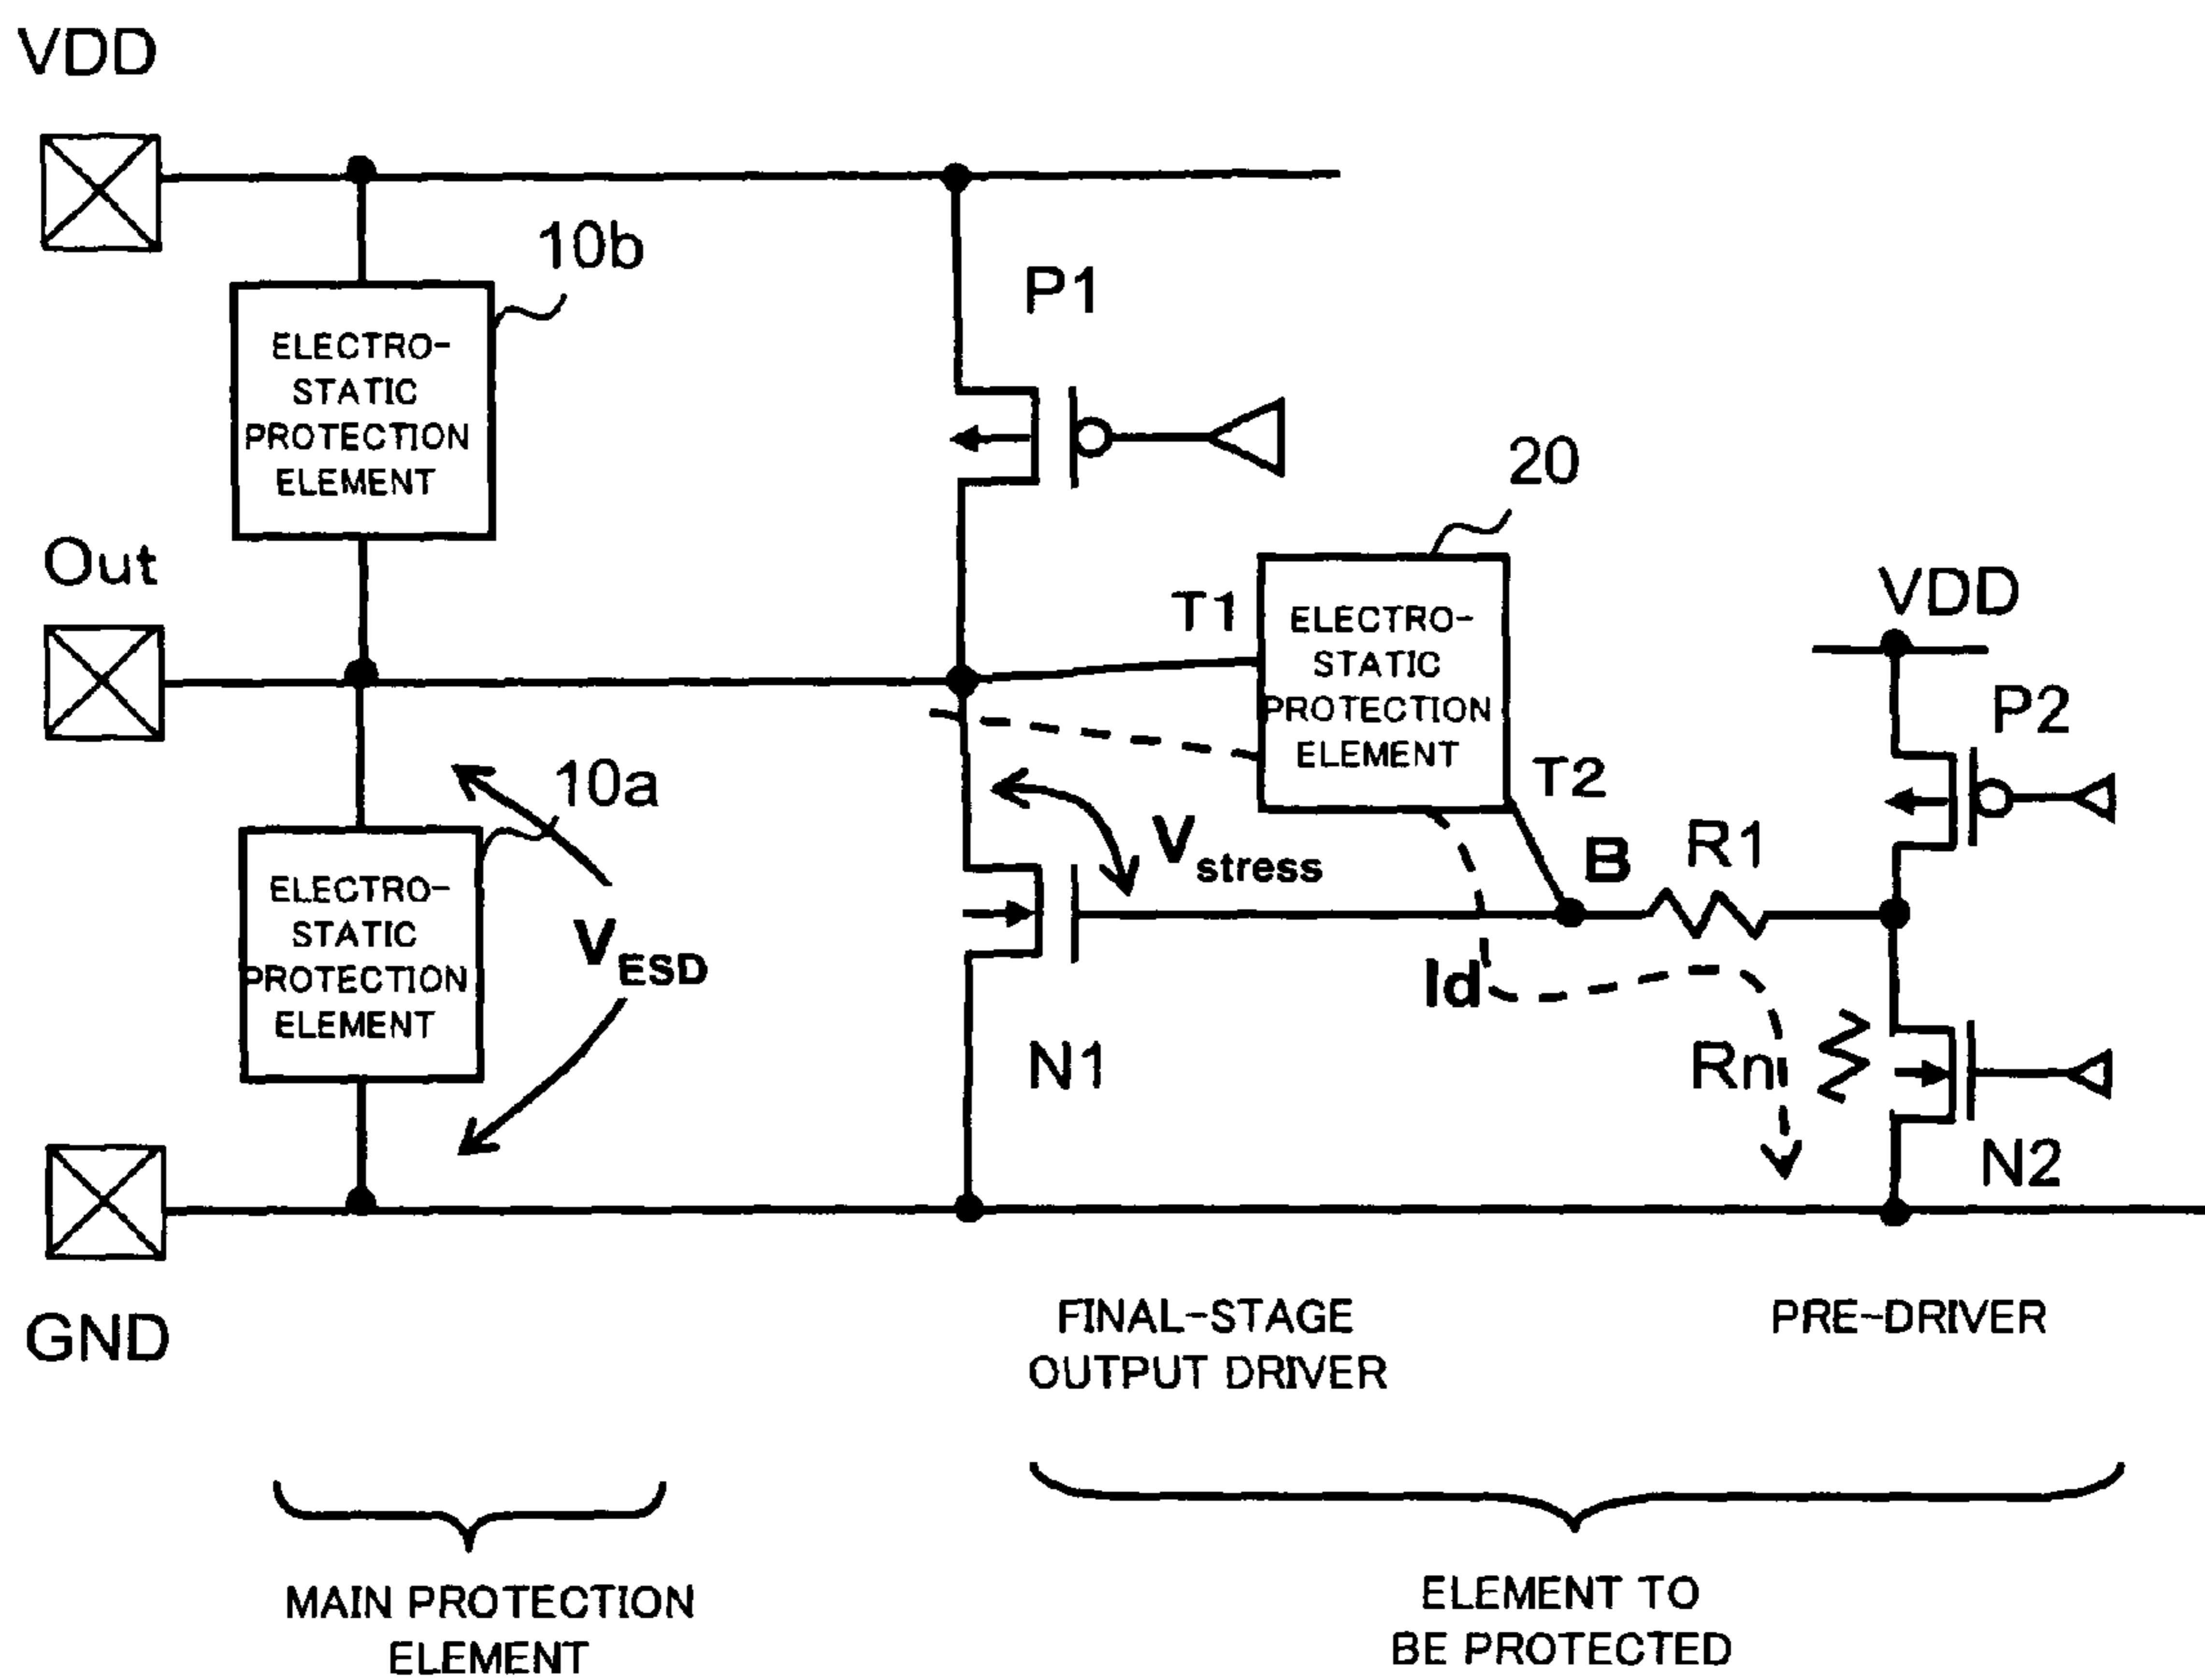 VDD
10b
P1
ELECTRO-
STATIC
PROTECTION
ELEMENT
20
Out
T1
ELECTRO-
STATIC
PROTECTION
ELEMENT
VDD
P2
T2
10a
Vstress
B
R1
ELECTRO-
STATIC
PROTECTION
ELEMENT
VESD
Id
N1
Rn
N2
GND
FINAL-STAGE
OUTPUT DRIVER
PRE-DRIVER
MAIN PROTECTION
ELEMENT
ELEMENT TO
BE PROTECTED